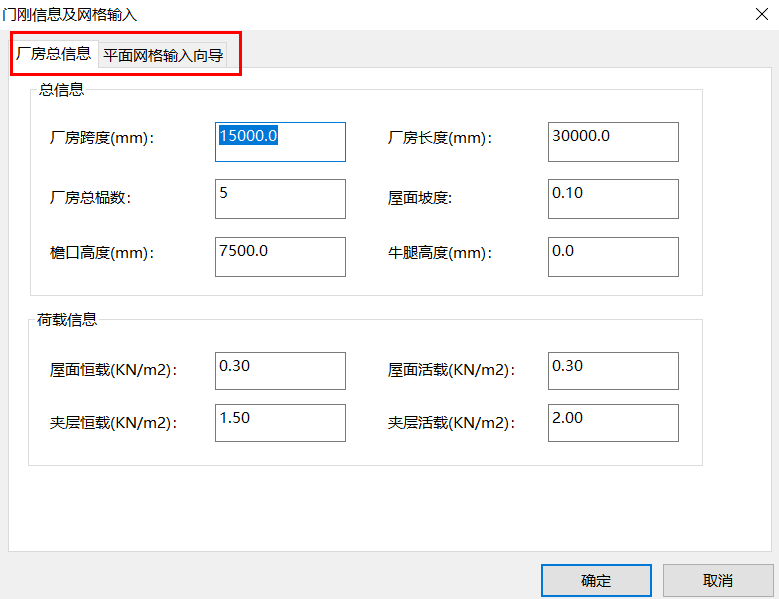 门刚信息及网格输入
厂房总信息 平面网格输入向导
总信息
厂房跨度(mm): 15000.0 厂房长度(mm): 30000.0
厂房总榀数: 5 屋面坡度: 0.10
檐口高度(mm): 7500.0 牛腿高度(mm): 0.0
荷载信息
屋面恒载(KN/m2): 0.30 屋面活载(KN/m2): 0.30
夹层恒载(KN/m2): 1.50 夹层活载(KN/m2): 2.00
确定 取消